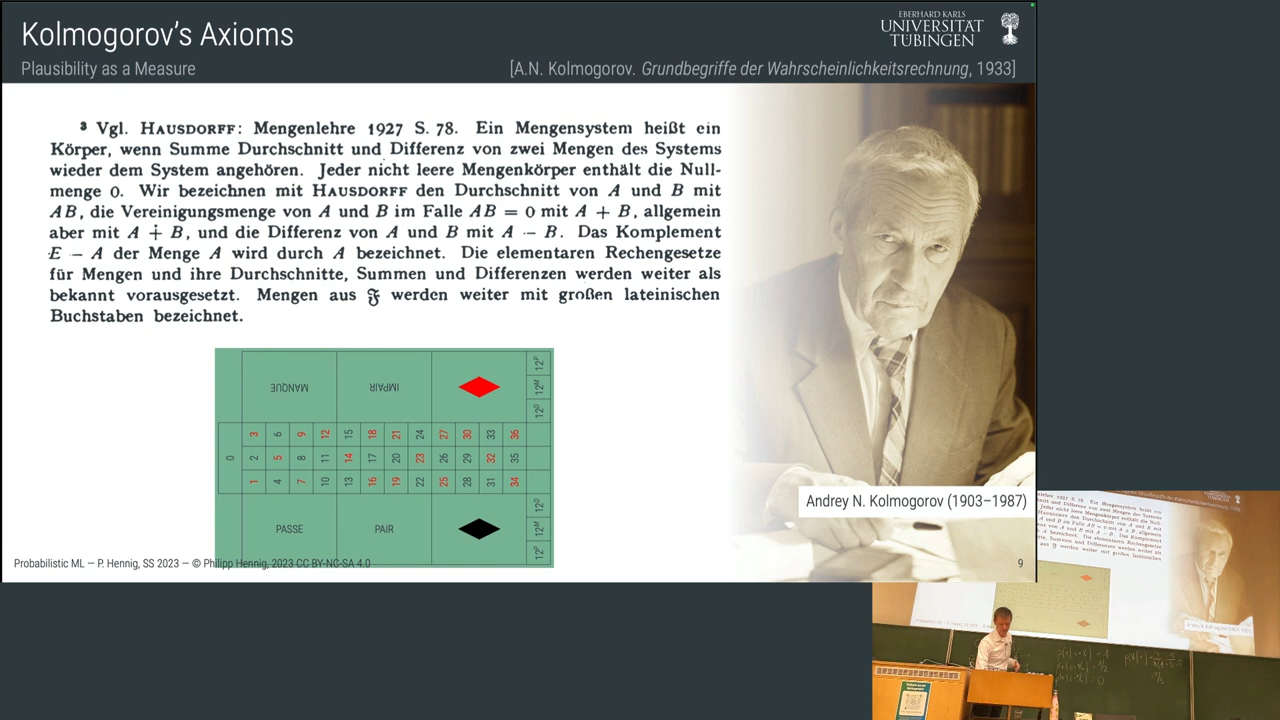 Kolmogorov's Axioms
Plausibility as a Measure
[A.N. Kolmogorov. Grundbegriffe der Wahrscheinlichkeitsrechnung, 1933]
EBERHARD KARLS
UNIVERSITÄT
TÜBINGEN
³ Vgl. HAUSDORFF: Mengenlehre 1927 S. 78. Ein Mengensystem heißt ein
Körper, wenn Summe Durchschnitt und Differenz von zwei Mengen des Systems
wieder dem System angehören. Jeder nicht leere Mengenkörper enthält die Null-
menge 0. Wir bezeichnen mit HAUSDORFF den Durchschnitt von A und B mit
AB, die Vereinigungsmenge von A und B im Falle AB = 0 mit A + B, allgemein
aber mit A ∔ B, und die Differenz von A und B mit A − B. Das Komplement
E − A der Menge A wird durch A bezeichnet. Die elementaren Rechengesetze
für Mengen und ihre Durchschnitte, Summen und Differenzen werden weiter als
bekannt vorausgesetzt. Mengen aus 𝔉 werden weiter mit großen lateinischen
Buchstaben bezeichnet.
MANQUE IMPAIR 12P 12M 12D
0
3 6 9 12 15 18 21 24 27 30 33 36
2 5 8 11 14 17 20 23 26 29 32 35
1 4 7 10 13 16 19 22 25 28 31 34
PASSE PAIR 12D 12M 12P
Andrey N. Kolmogorov (1903–1987)
Probabilistic ML — P. Hennig, SS 2023 — © Philipp Hennig, 2023 CC BY-NC-SA 4.0
9